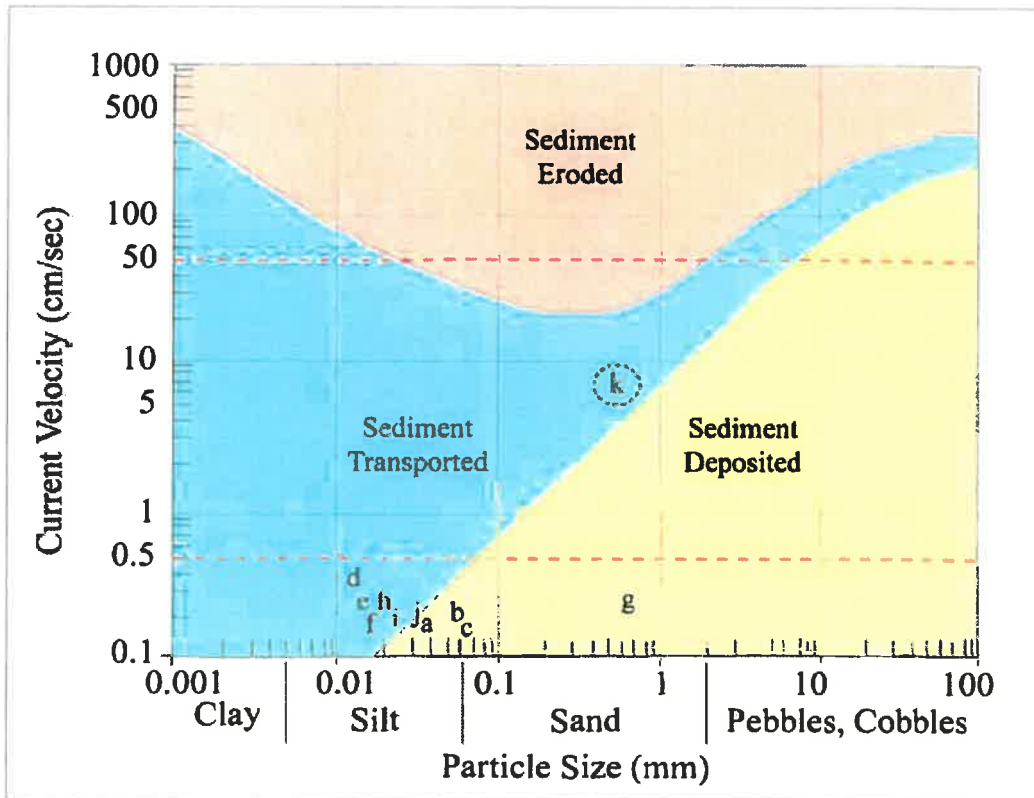 1000
500
100
50
10
5
1
0.5
0.1
Current Velocity (cm/sec)
Sediment
Eroded
Sediment
Transported
Sediment
Deposited
k
d
e
f
h
i
j
a
b
c
g
0.001 0.01 0.1 1 10 100
Clay Silt Sand Pebbles, Cobbles
Particle Size (mm)